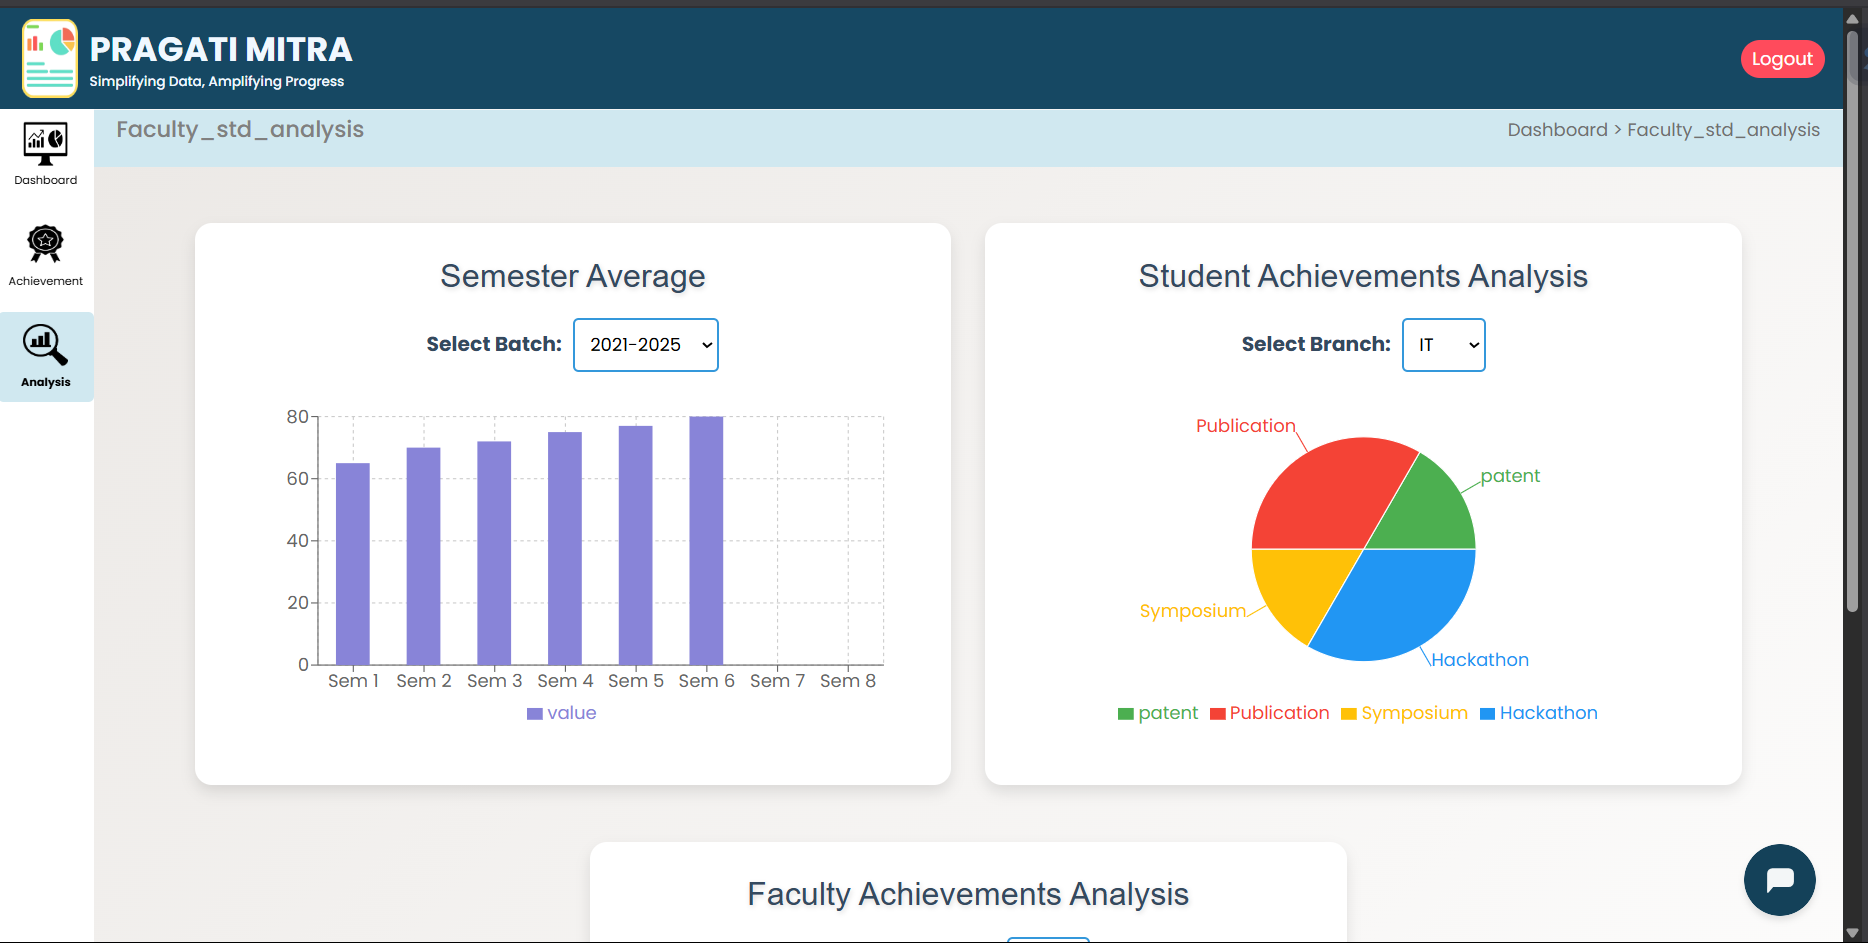 PRAGATI MITRA
Simplifying Data, Amplifying Progress
Logout
Dashboard
Achievement
Analysis
Faculty_std_analysis
Dashboard > Faculty_std_analysis
Semester Average
Select Batch: 2021-2025
80
60
40
20
0
Sem 1 Sem 2 Sem 3 Sem 4 Sem 5 Sem 6 Sem 7 Sem 8
value
Student Achievements Analysis
Select Branch: IT
Publication
patent
Symposium
Hackathon
patent Publication Symposium Hackathon
Faculty Achievements Analysis